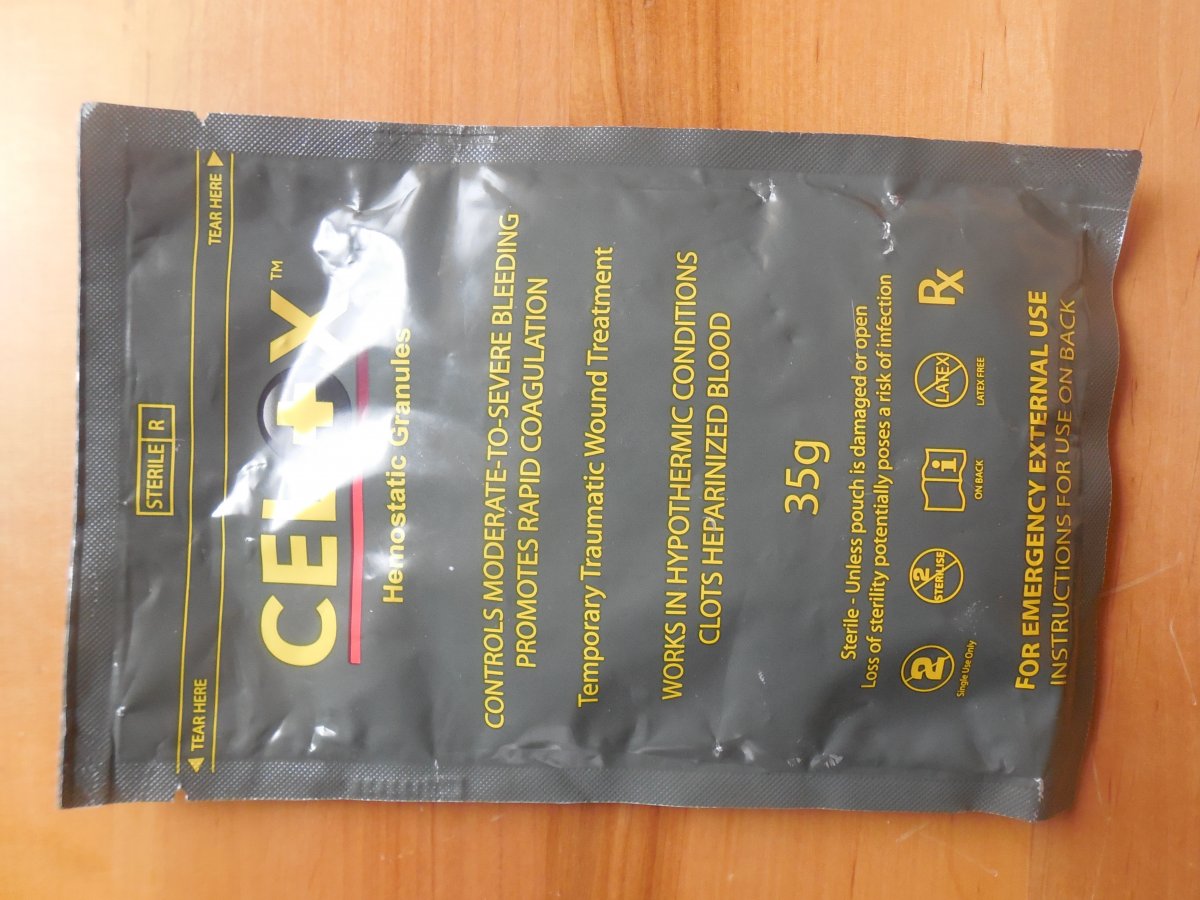 STERILE R
TEAR HERE TEAR HERE
CELOX™
Hemostatic Granules
CONTROLS MODERATE-TO-SEVERE BLEEDING
PROMOTES RAPID COAGULATION
Temporary Traumatic Wound Treatment
WORKS IN HYPOTHERMIC CONDITIONS
CLOTS HEPARINIZED BLOOD
35g
Sterile - Unless pouch is damaged or open
Loss of sterility potentially poses a risk of infection
2 2 STERILISE i LATEX Rx
Single Use Only ON BACK LATEX FREE
FOR EMERGENCY EXTERNAL USE
INSTRUCTIONS FOR USE ON BACK